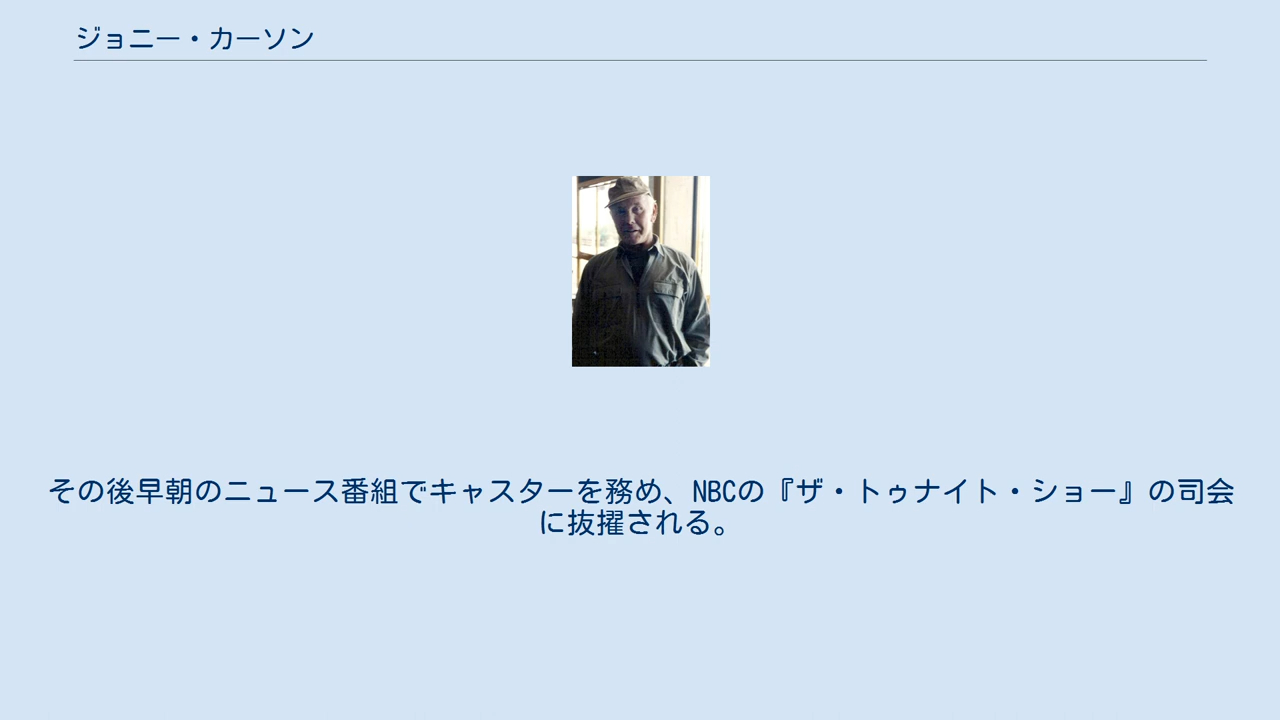 ジョニー・カーソン
その後早朝のニュース番組でキャスターを務め、NBCの『ザ・トゥナイト・ショー』の司会
に抜擢される。